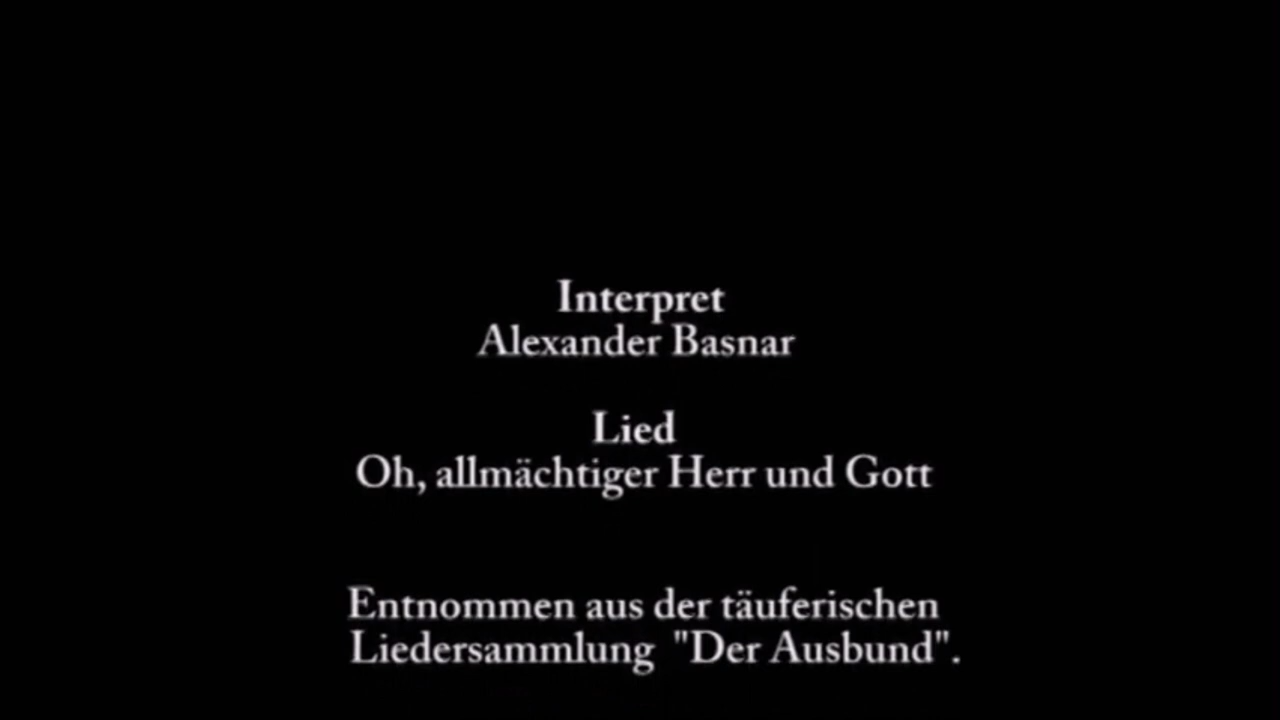 Interpret
Alexander Basnar
Lied
Oh, allmächtiger Herr und Gott
Entnommen aus der täuferischen
Liedersammlung "Der Ausbund".